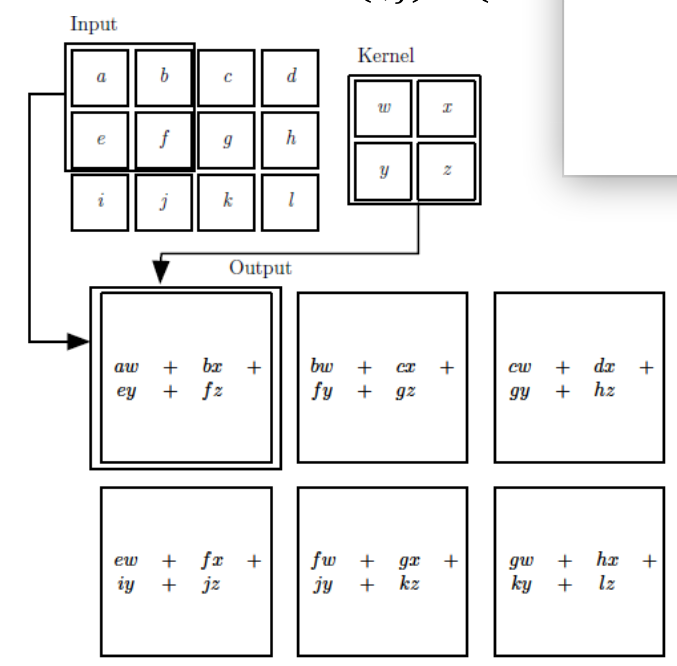 Input
a b c d
e f g h
i j k l
Kernel
w x
y z
Output
aw + bx +
ey + fz
bw + cx +
fy + gz
cw + dx +
gy + hz
ew + fx +
iy + jz
fw + gx +
jy + kz
gw + hx +
ky + lz